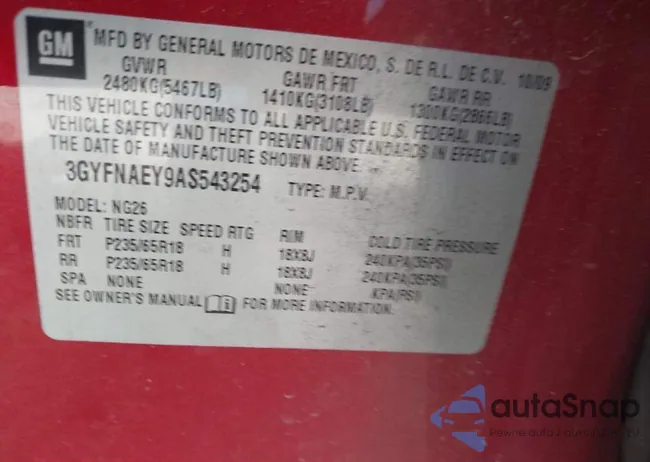 GM
MFD BY GENERAL MOTORS DE MEXICO, S. DE R.L. DE C.V. 10/09
GVWR GAWR FRT GAWR RR
2480KG(5467LB) 1410KG(3108LB) 1300KG(2866LB)
THIS VEHICLE CONFORMS TO ALL APPLICABLE U.S. FEDERAL MOTOR
VEHICLE SAFETY AND THEFT PREVENTION STANDARDS IN EFFECT ON
THE DATE OF MANUFACTURE SHOWN ABOVE.
3GYFNAEY9AS543254 TYPE: M.P.V.
MODEL: NG26
NBFR TIRE SIZE SPEED RTG RIM COLD TIRE PRESSURE
FRT P235/65R18 H 18X8J 240KPA(35PSI)
RR P235/65R18 H 18X8J 240KPA(35PSI)
SPA NONE NONE KPA(PSI)
SEE OWNER'S MANUAL FOR MORE INFORMATION.
autaSnap